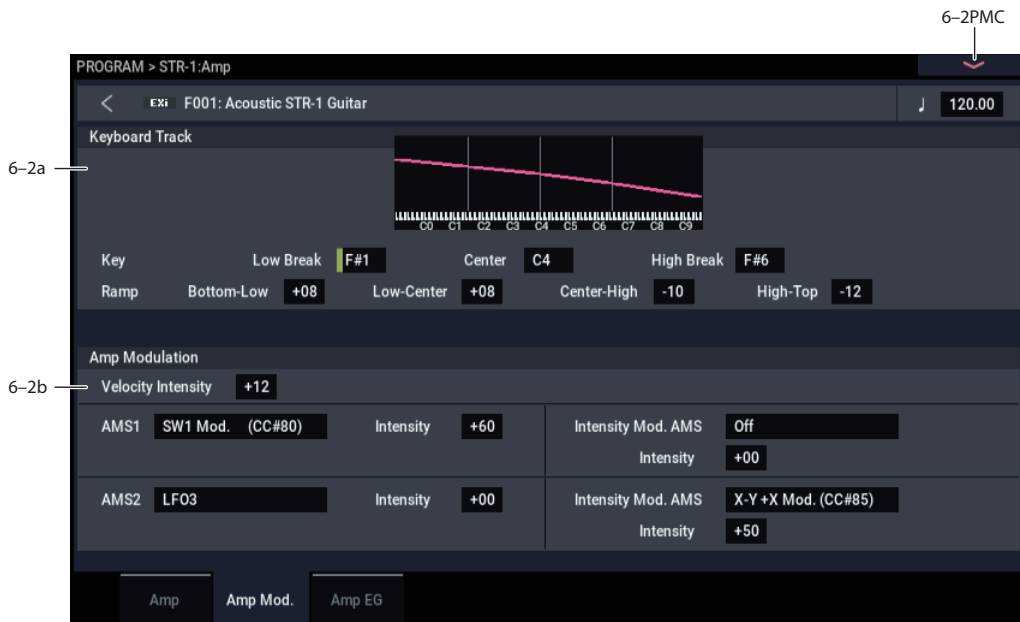 6–2PMC
PROGRAM > STR-1:Amp
EXi F001: Acoustic STR-1 Guitar ♩ 120.00
Keyboard Track
6–2a
C0 C1 C2 C3 C4 C5 C6 C7 C8 C9
Key Low Break F#1 Center C4 High Break F#6
Ramp Bottom-Low +08 Low-Center +08 Center-High -10 High-Top -12
Amp Modulation
6–2b Velocity Intensity +12
AMS1 SW1 Mod. (CC#80) Intensity +60 Intensity Mod. AMS Off
Intensity +00
AMS2 LFO3 Intensity +00 Intensity Mod. AMS X-Y +X Mod. (CC#85)
Intensity +50
Amp Amp Mod. Amp EG